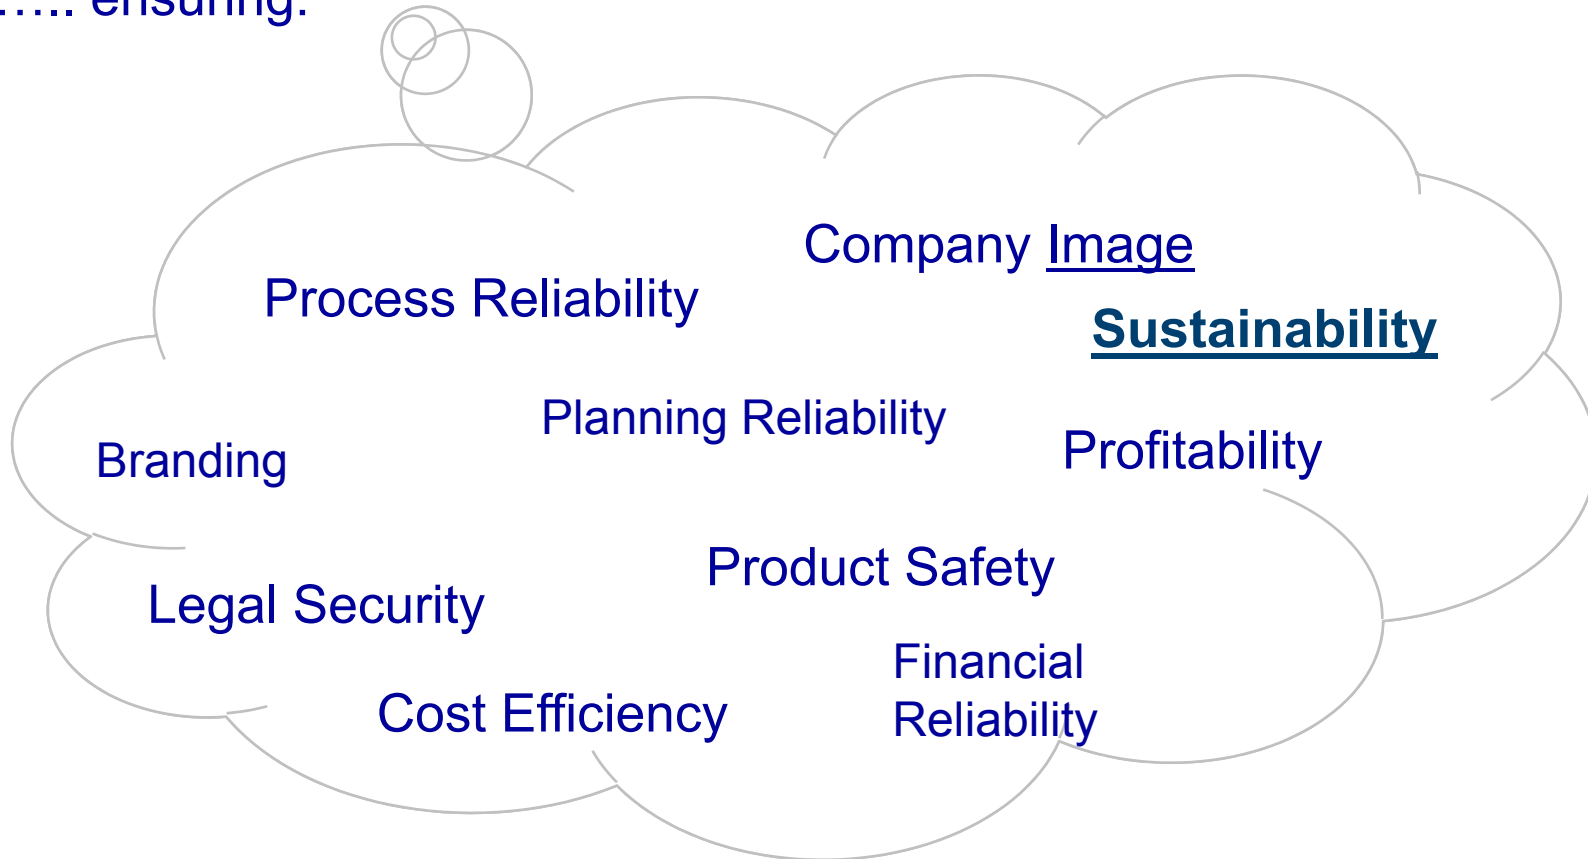 ..... ensuring:
Company Image
Process Reliability
Sustainability
Planning Reliability
Profitability
Branding
Product Safety
Legal Security
Financial
Reliability
Cost Efficiency